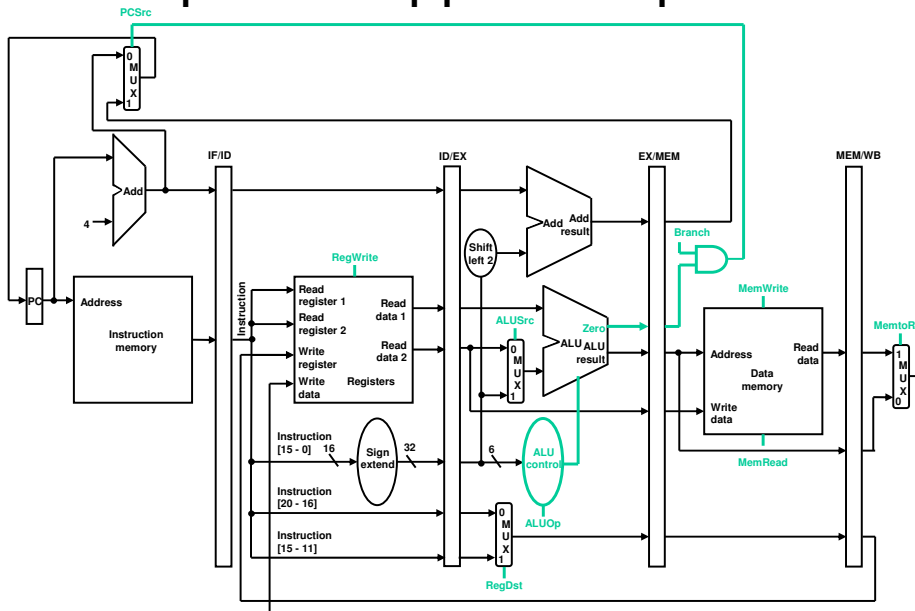 PCSrc
0
M
U
X
1
IF/ID
ID/EX
EX/MEM
MEM/WB
Add
4
Add
Add
result
Shift
left 2
Branch
RegWrite
PC
Address
Instruction
memory
Instruction
Read
register 1
Read
register 2
Write
register
Write
data
Read
data 1
Read
data 2
Registers
ALUSrc
0
M
U
X
1
Zero
ALU
ALU
result
MemWrite
Address
Read
data
Data
memory
Write
data
MemRead
MemtoR
1
M
U
X
0
Instruction
[15 - 0]
16
Sign
extend
32
6
ALU
control
ALUOp
Instruction
[20 - 16]
Instruction
[15 - 11]
0
M
U
X
1
RegDst